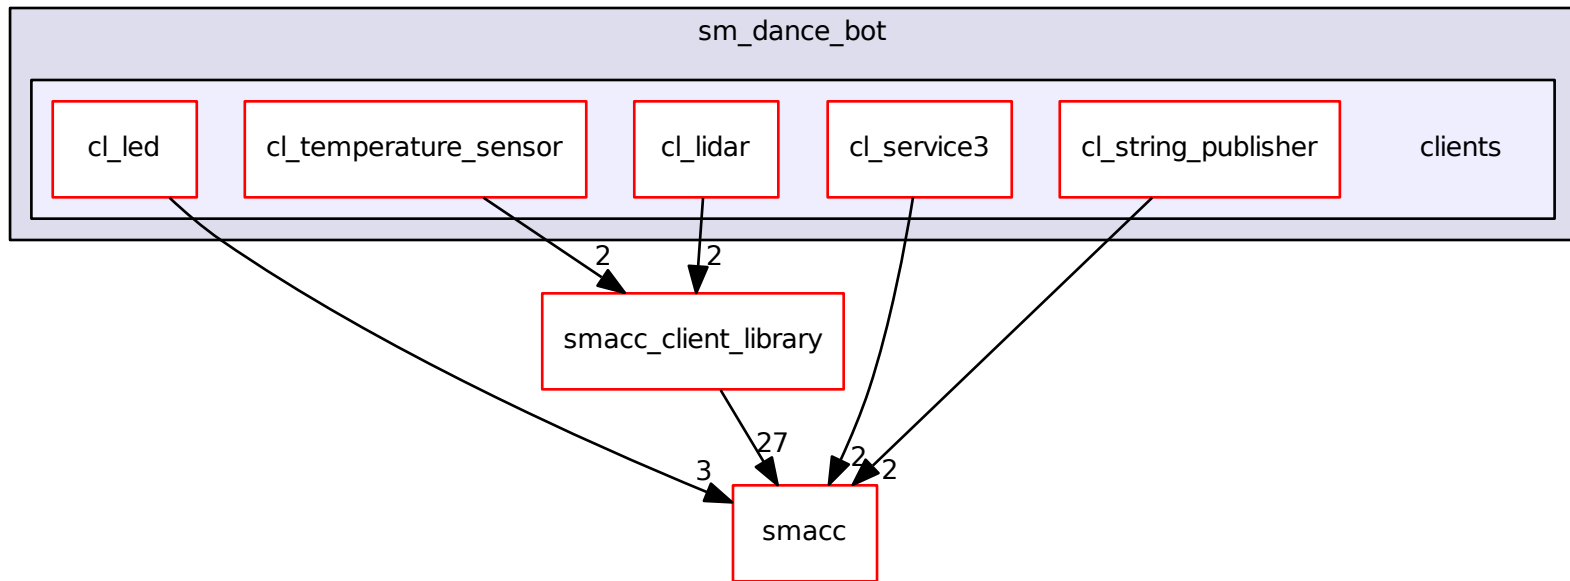 sm_dance_bot
cl_led
cl_temperature_sensor
cl_lidar
cl_service3
cl_string_publisher
clients
2
2
smacc_client_library
27
2
2
3
smacc